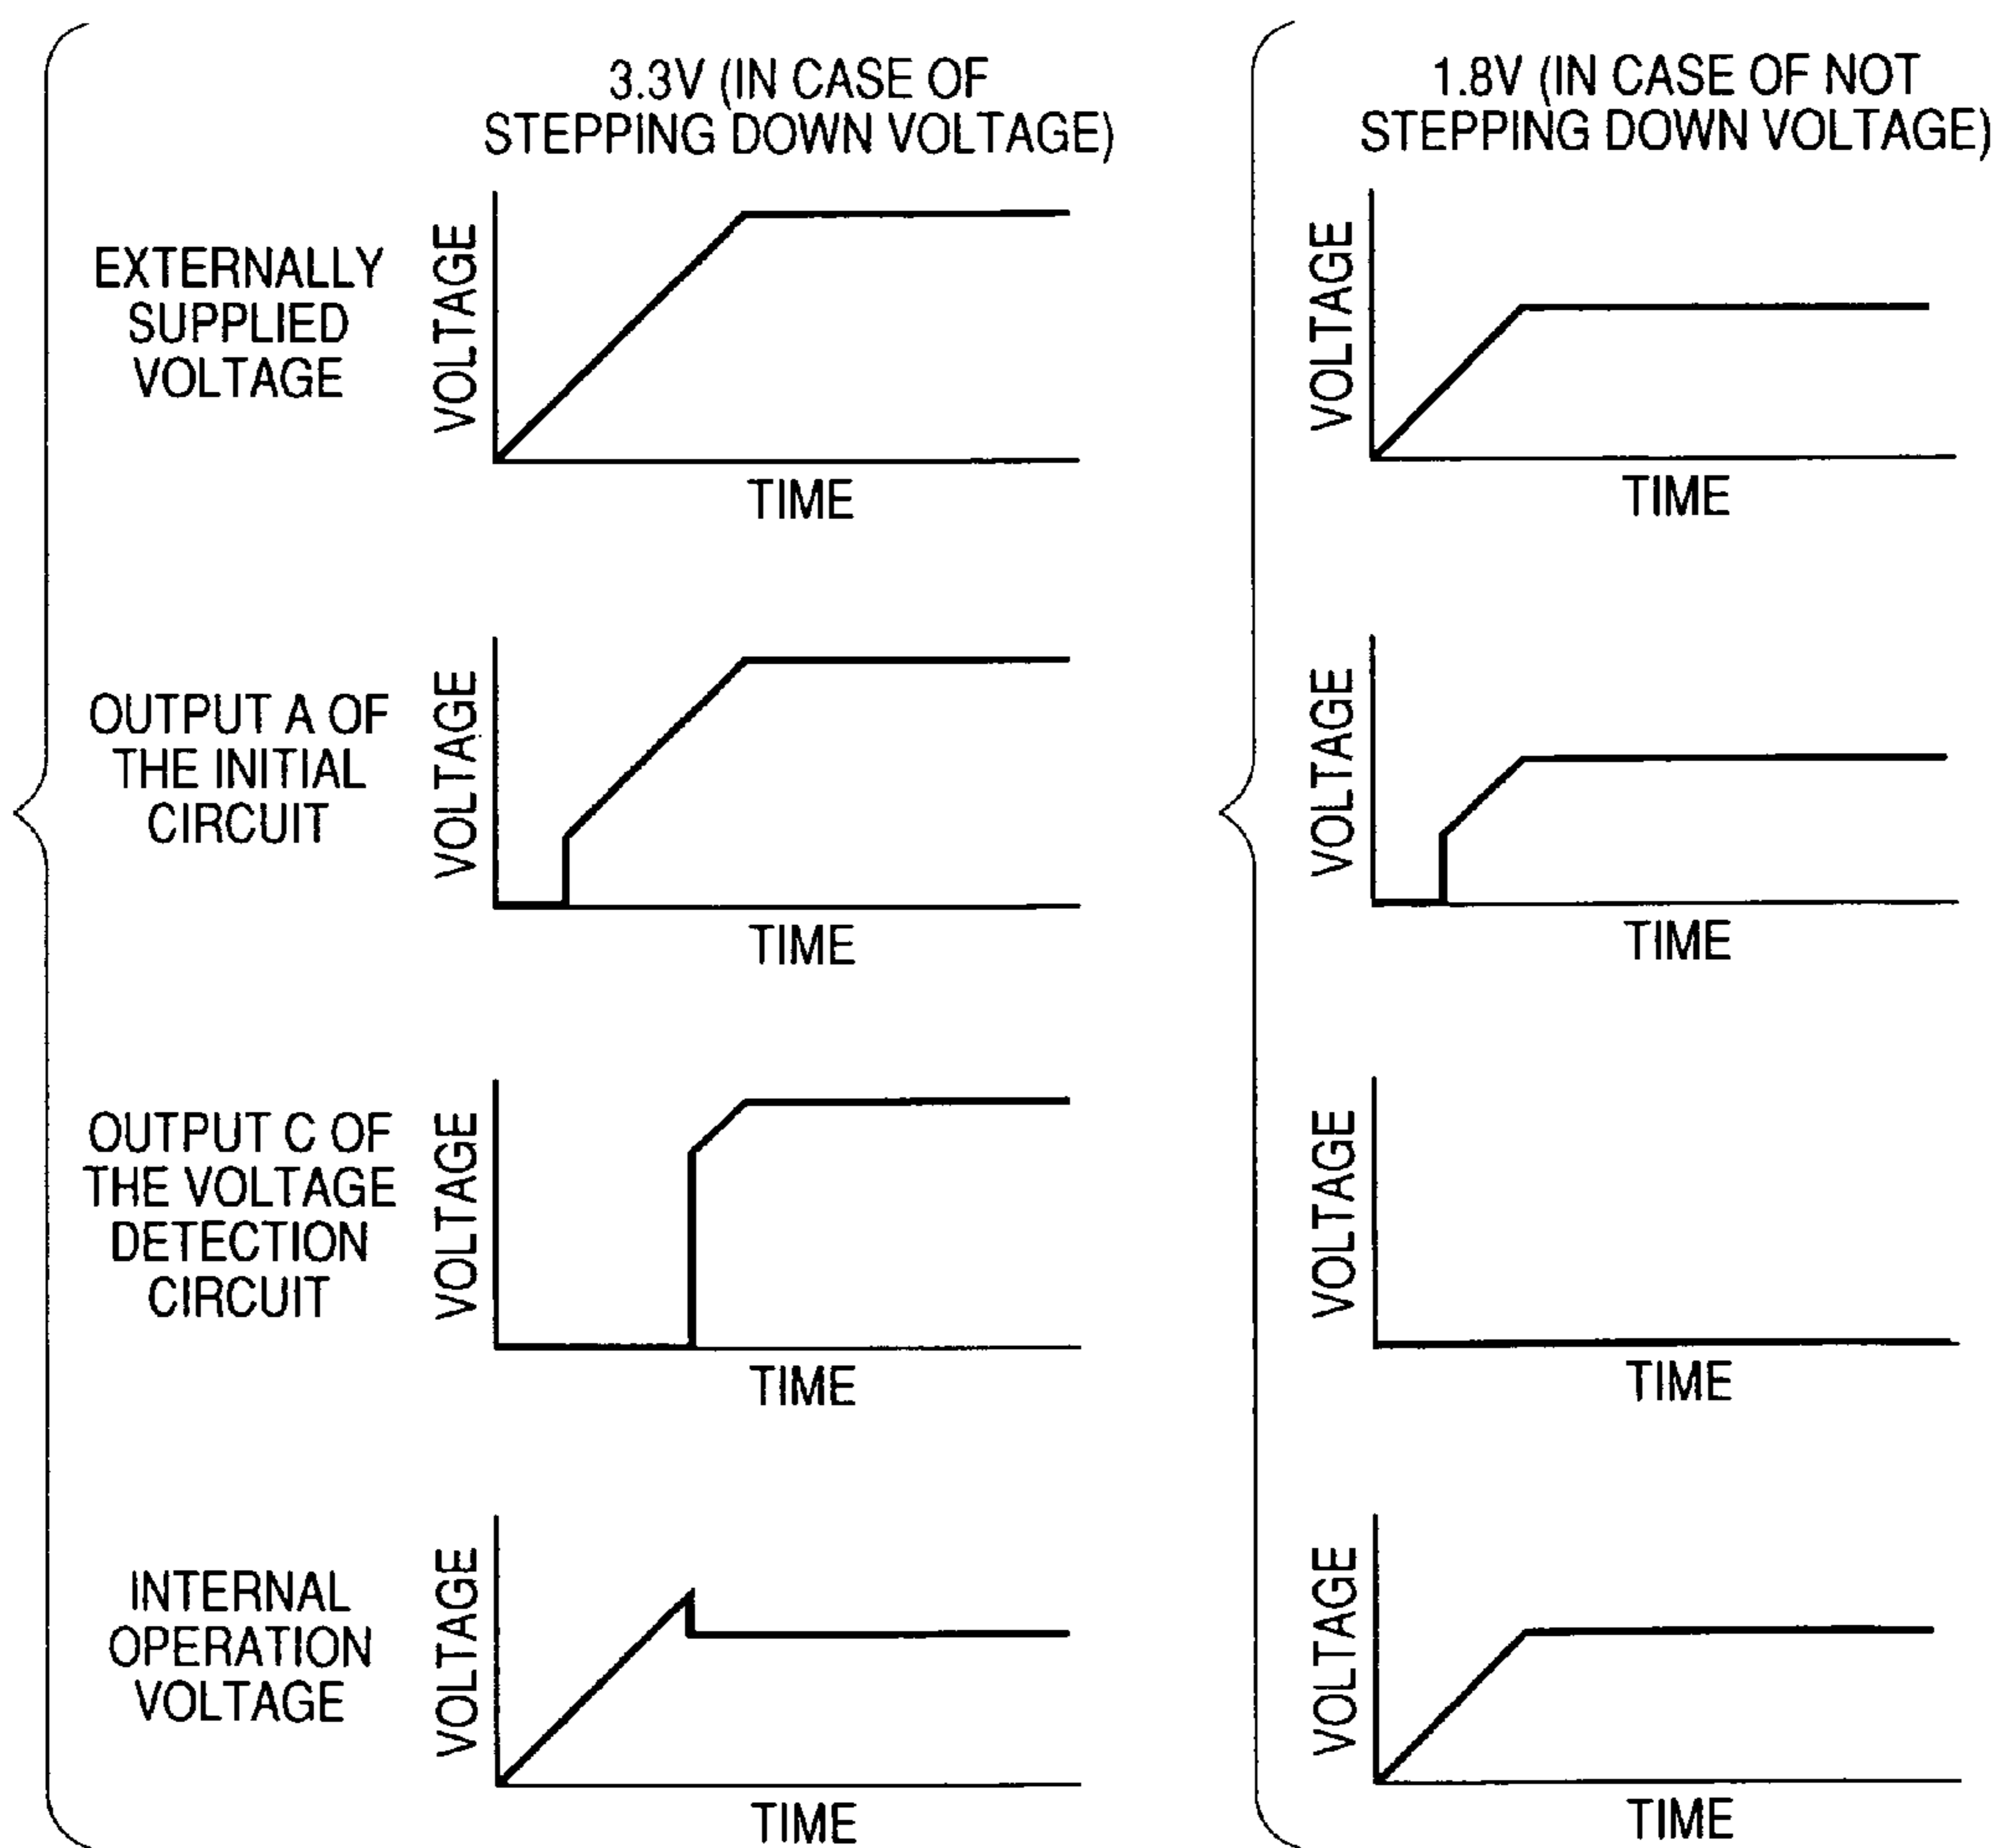 3.3V (IN CASE OF
STEPPING DOWN VOLTAGE)
1.8V (IN CASE OF NOT
STEPPING DOWN VOLTAGE)
EXTERNALLY
SUPPLIED
VOLTAGE
VOLTAGE
TIME
VOLTAGE
TIME
OUTPUT A OF
THE INITIAL
CIRCUIT
VOLTAGE
TIME
VOLTAGE
TIME
OUTPUT C OF
THE VOLTAGE
DETECTION
CIRCUIT
VOLTAGE
TIME
VOLTAGE
TIME
INTERNAL
OPERATION
VOLTAGE
VOLTAGE
TIME
VOLTAGE
TIME